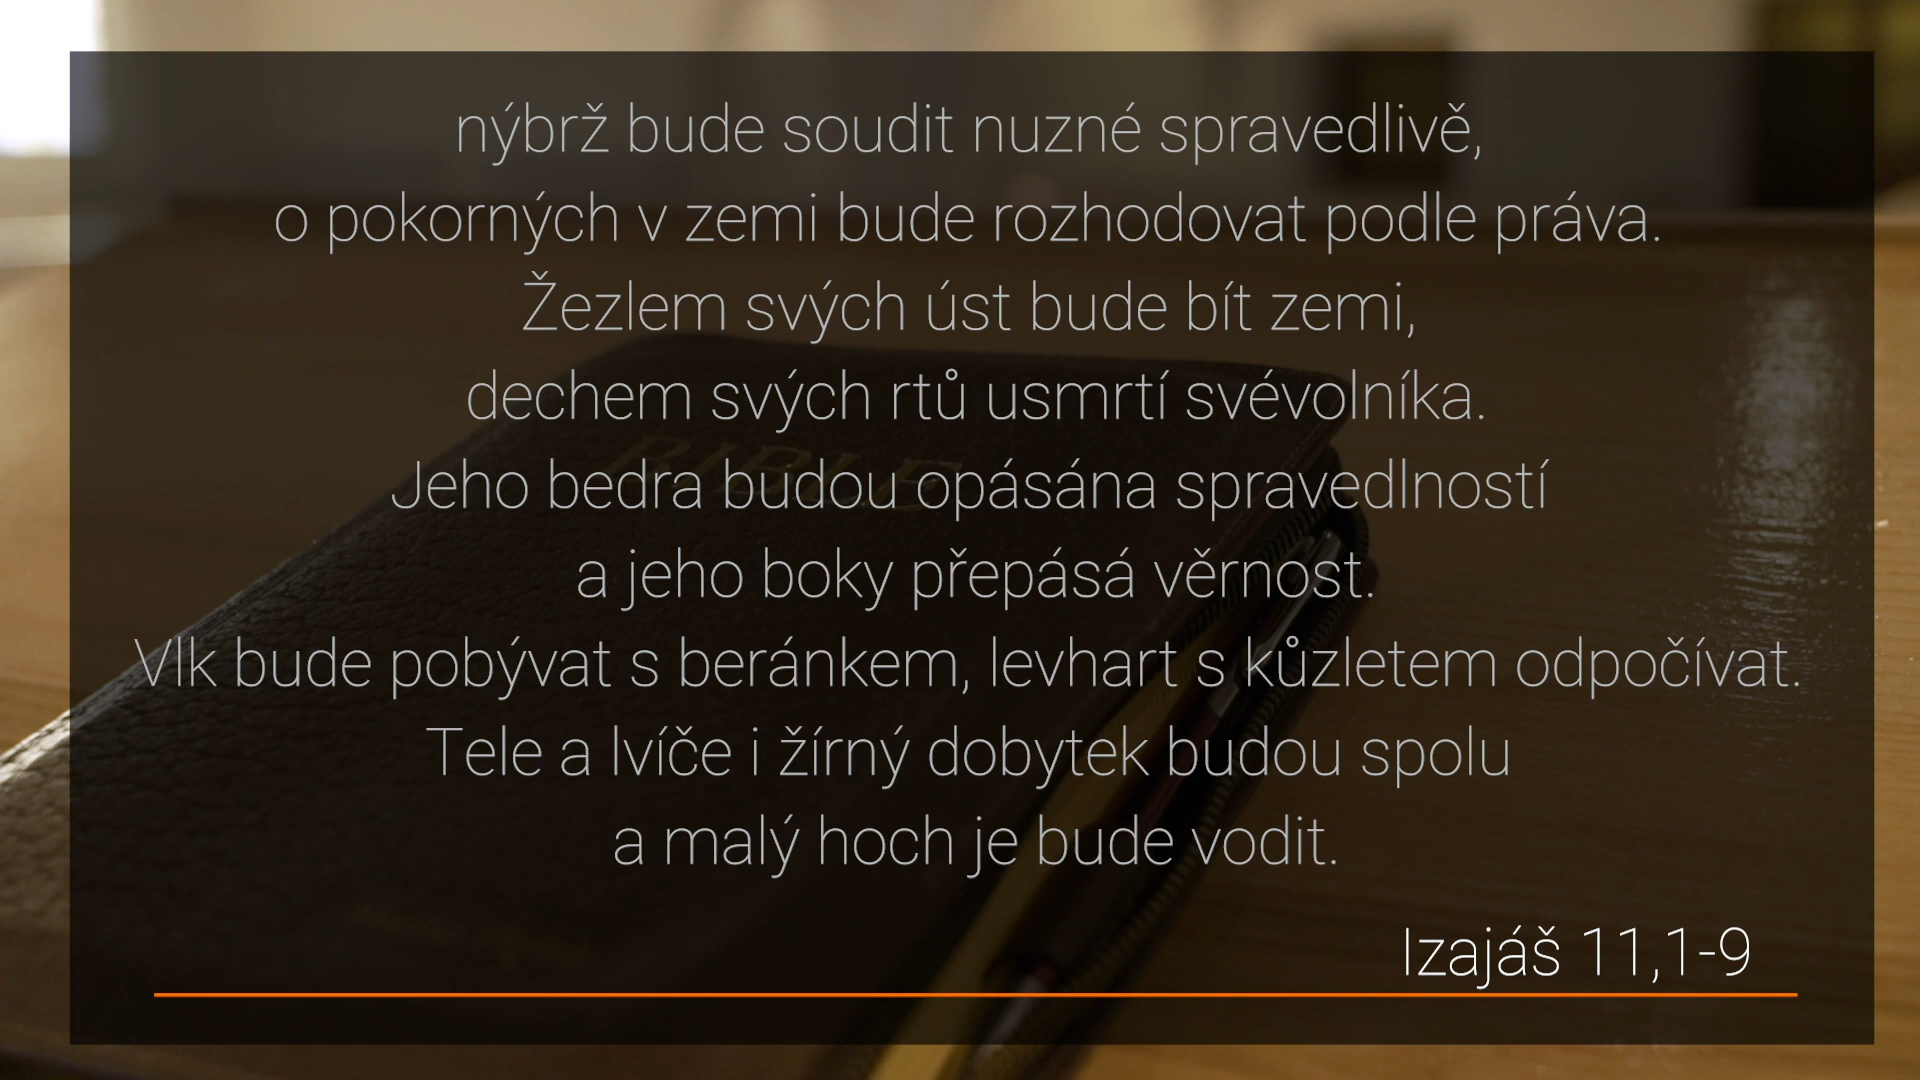 nýbrž bude soudit nuzné spravedlivě,
o pokorných v zemi bude rozhodovat podle práva.
Žezlem svých úst bude bít zemi,
dechem svých rtů usmrtí svévolníka.
BIBLE
Jeho bedra budou opásána spravedlností
a jeho boky přepásá věrnost.
Vlk bude pobývat s beránkem, levhart s kůzletem odpočívat.
Tele a lvíče i žírný dobytek budou spolu
a malý hoch je bude vodit.
Izajáš 11,1-9